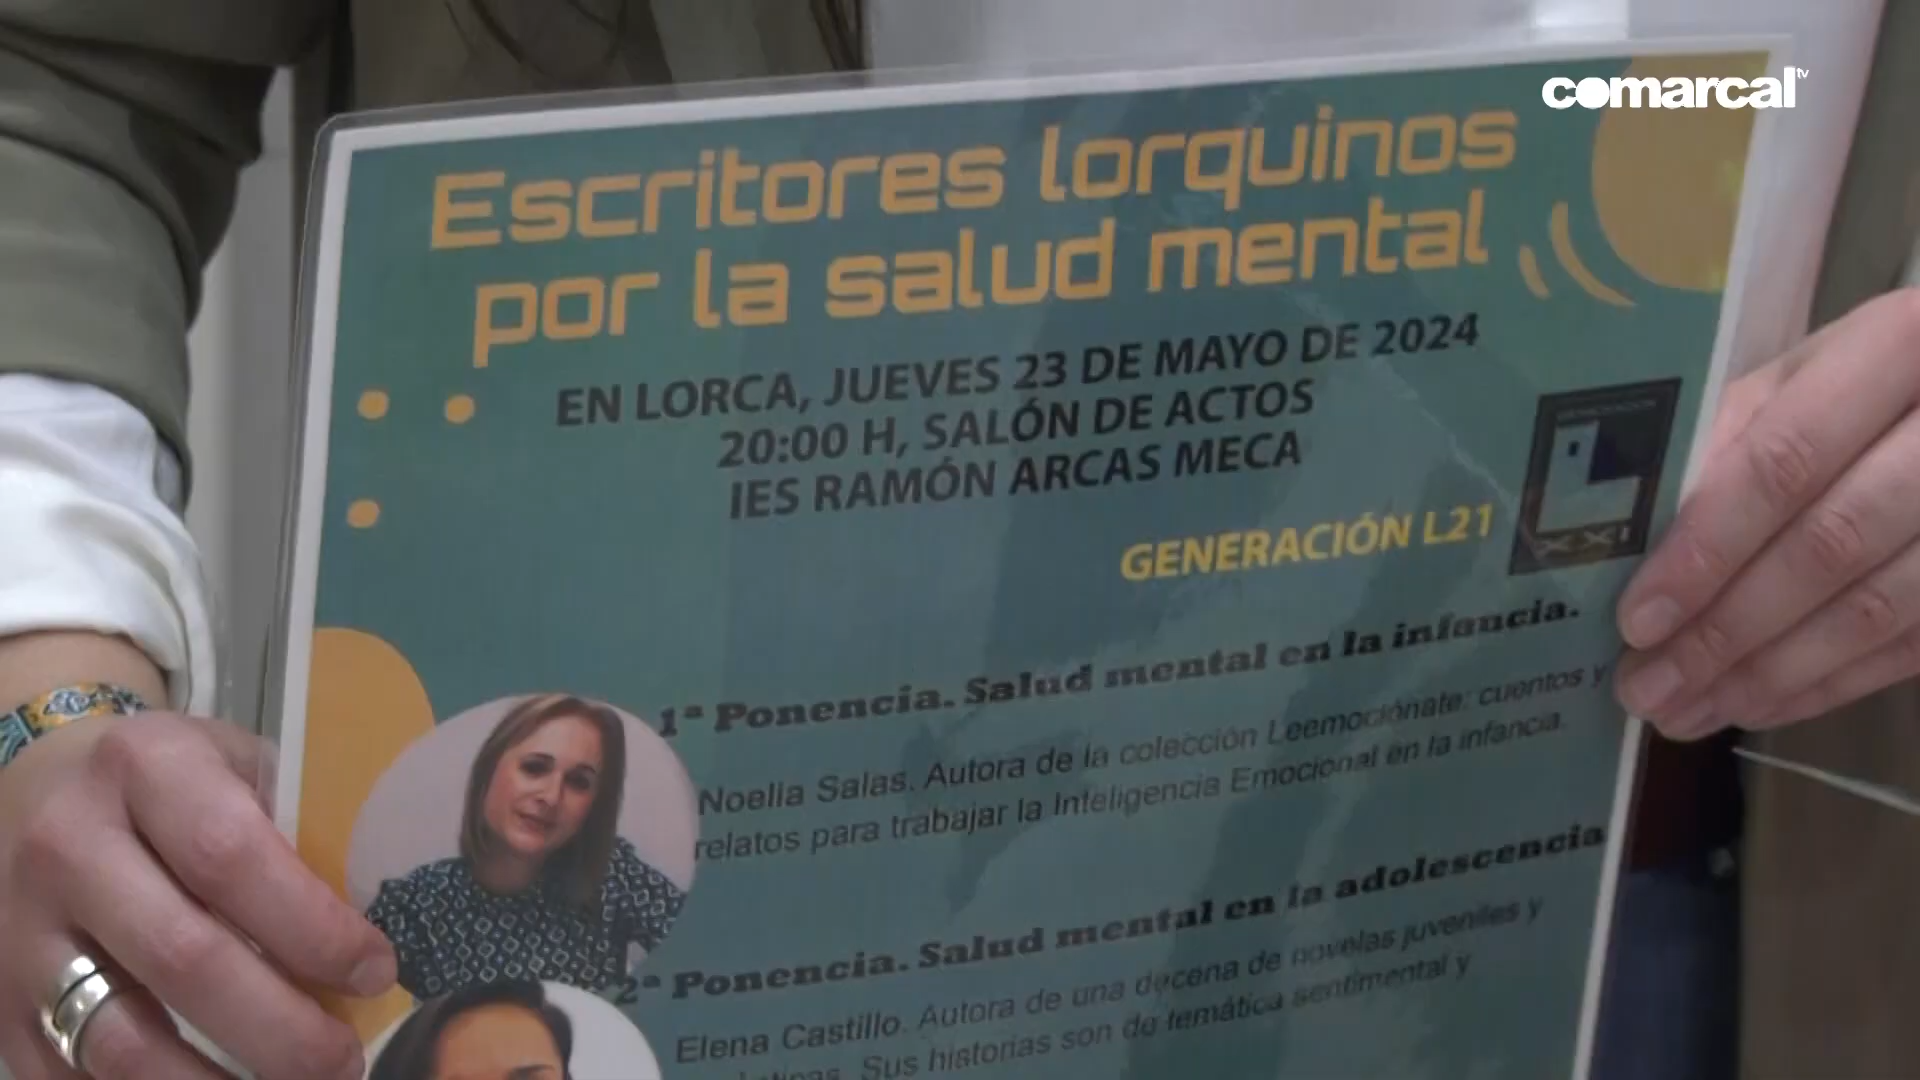 comarcal tv
Escritores lorquinos
por la salud mental
EN LORCA, JUEVES 23 DE MAYO DE 2024
20:00 H, SALÓN DE ACTOS
IES RAMÓN ARCAS MECA
GENERACIÓN L21
1ª Ponencia. Salud mental en la infancia.
Noelia Salas. Autora de la colección Leemociónate: cuentos y
relatos para trabajar la Inteligencia Emocional en la infancia.
2ª Ponencia. Salud mental en la adolescencia
Elena Castillo. Autora de una decena de novelas juveniles y
Sus historias son de temática sentimental y